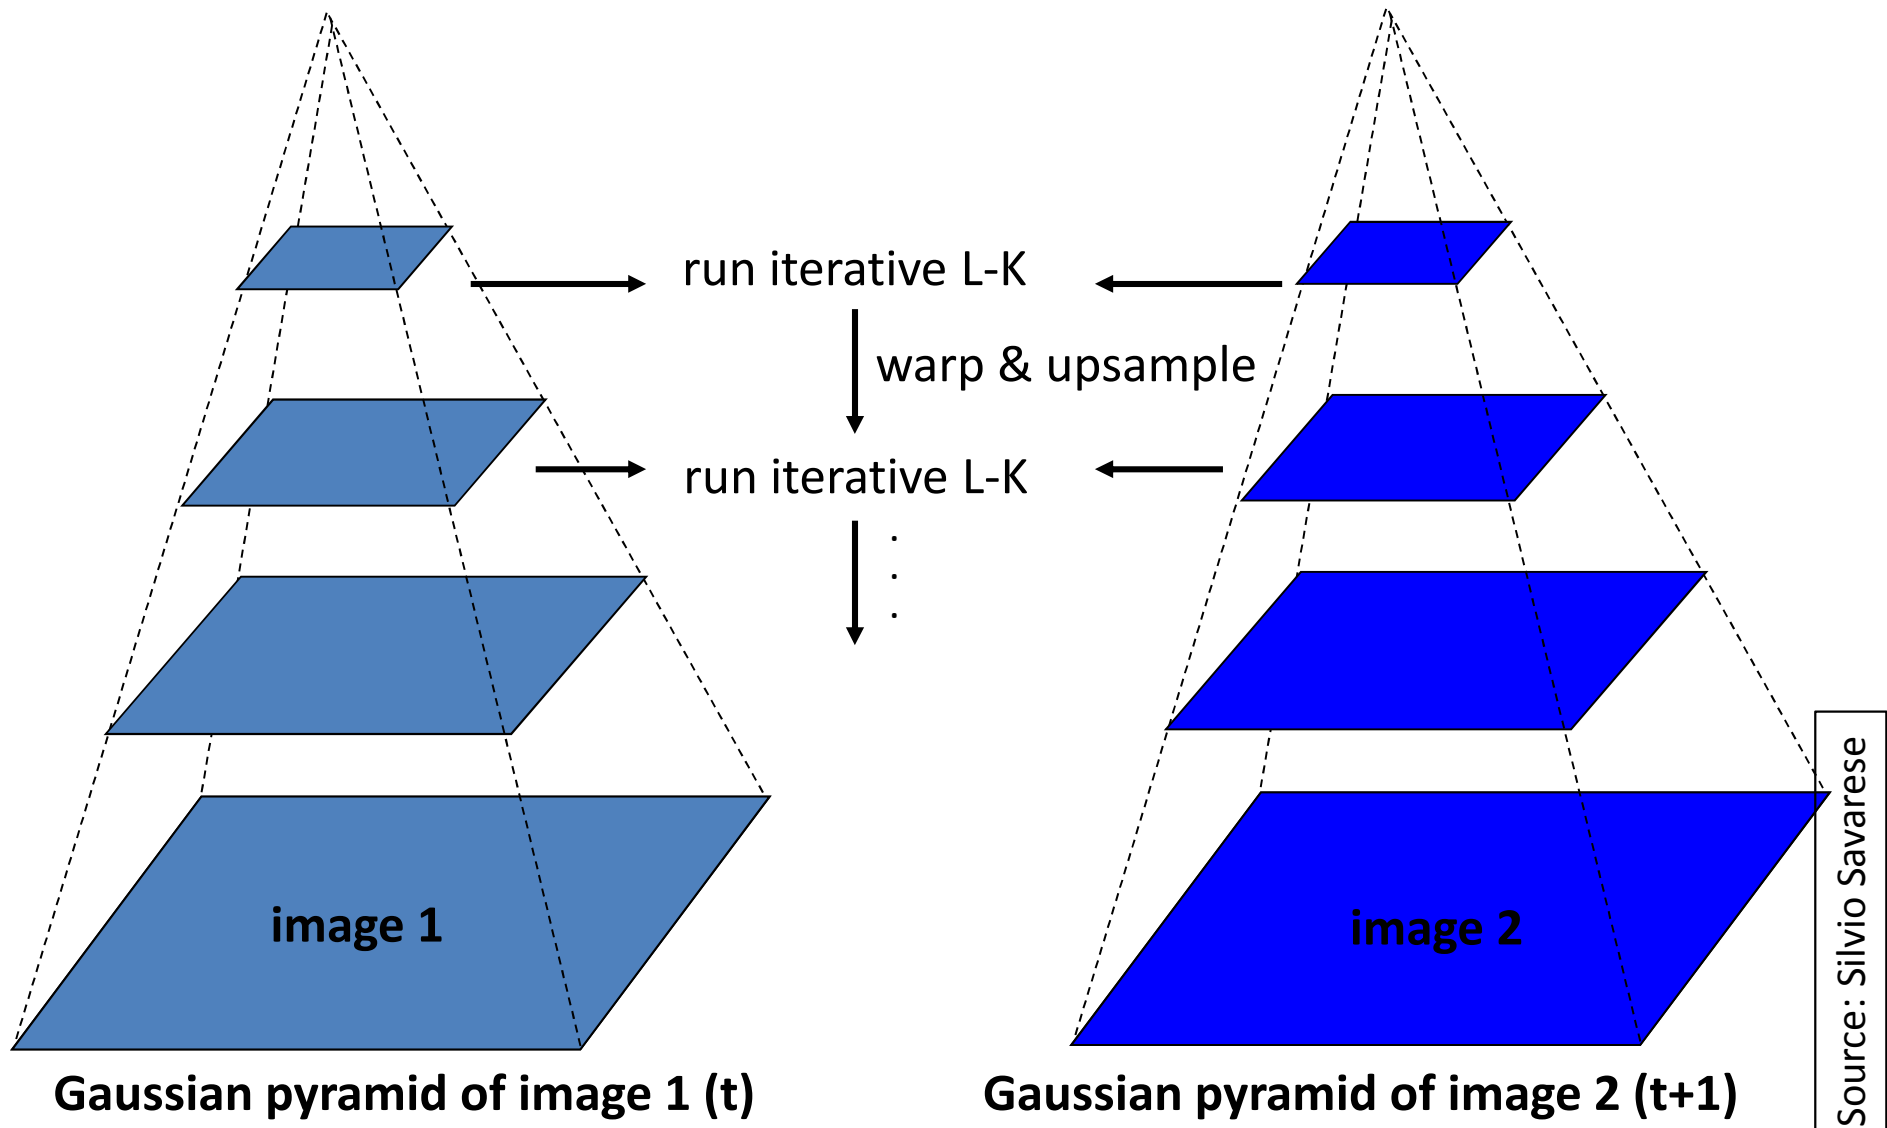 run iterative L-K
warp & upsample
run iterative L-K
.
.
.
image 1
image 2
Gaussian pyramid of image 1 (t)
Gaussian pyramid of image 2 (t+1)
Source: Silvio Savarese